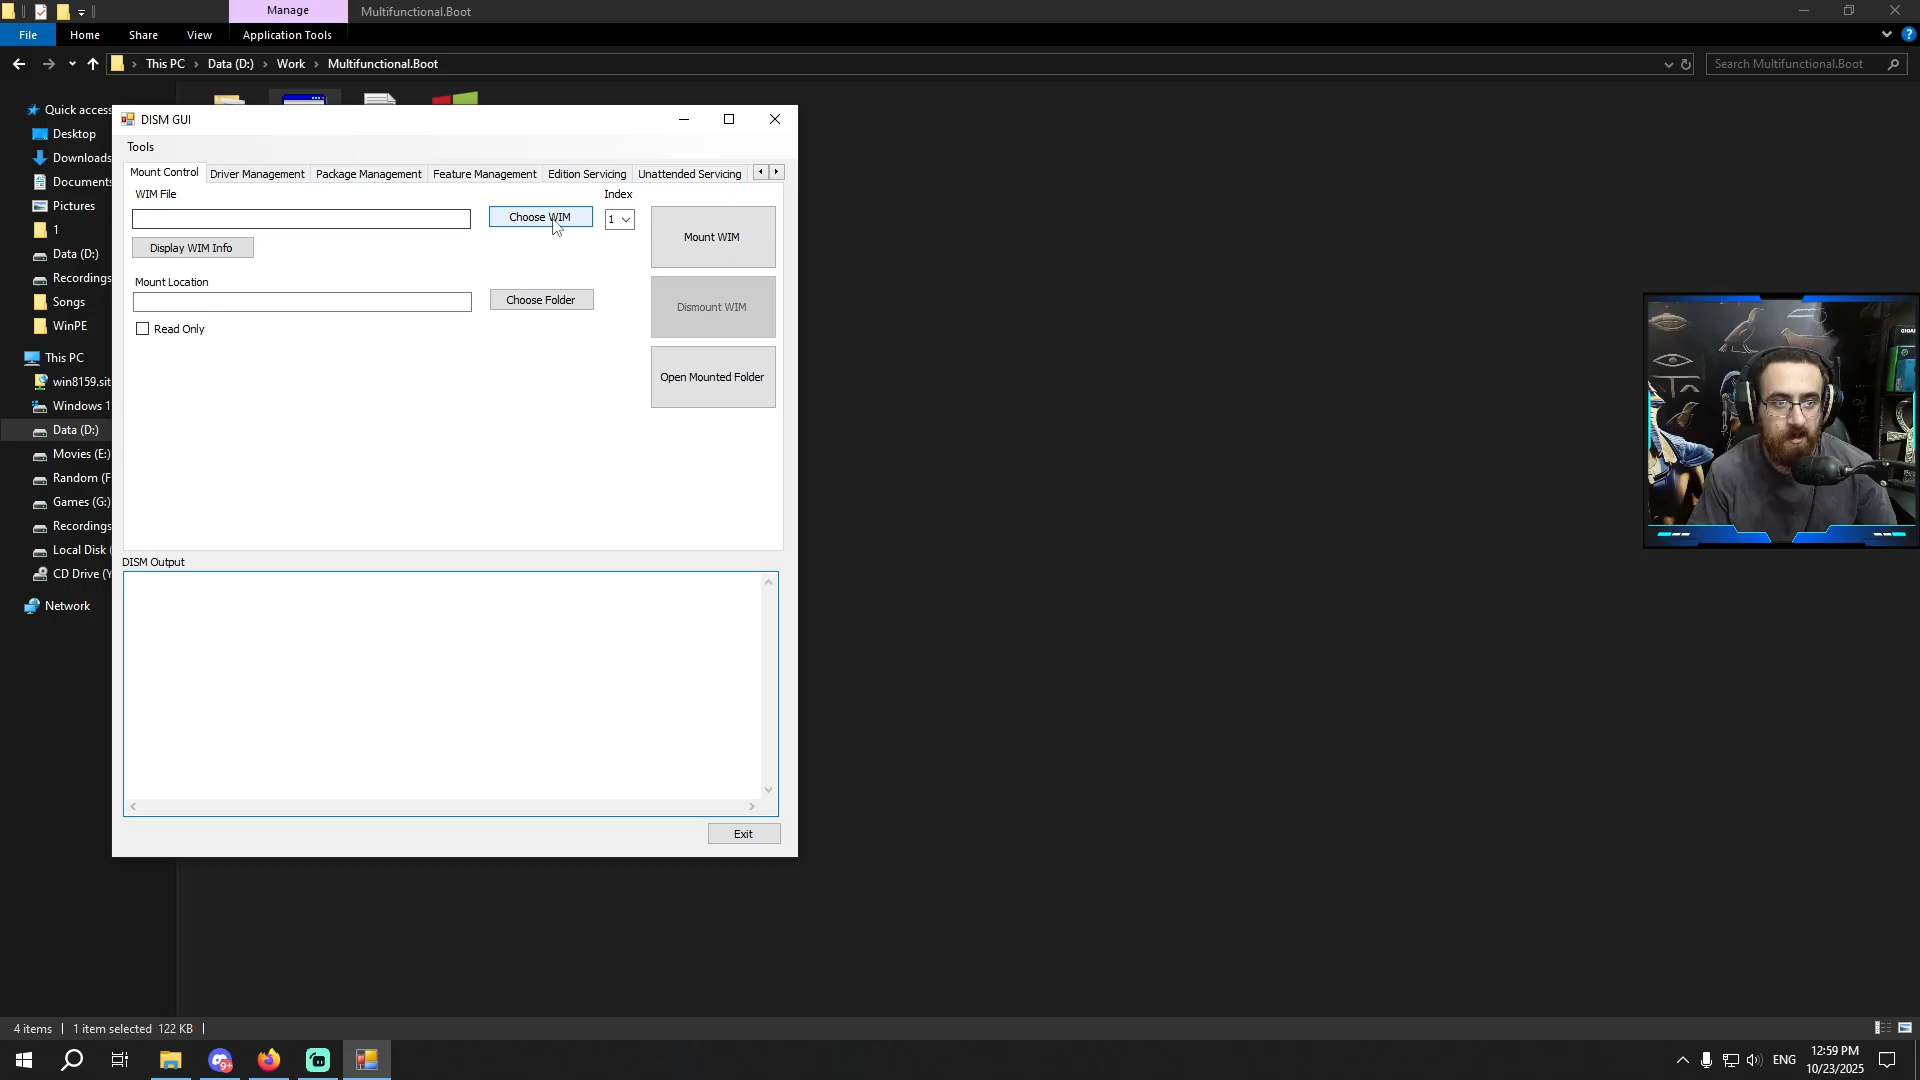 Manage
Multifunctional.Boot
File
Home
Share
View
Application Tools
?
This PC
Data (D:)
Work
Multifunctional.Boot
Search Multifunctional.Boot
Quick access
Desktop
Downloads
Documents
Pictures
1
Data (D:)
Recordings
Songs
WinPE
This PC
win8159.sit
Windows 1
Data (D:)
Movies (E:)
Random (F
Games (G:)
Recordings
Local Disk (
CD Drive (Y
Network
DISM GUI
Tools
Mount Control
Driver Management
Package Management
Feature Management
Edition Servicing
Unattended Servicing
WIM File
Index
Choose WIM
1
Mount WIM
Display WIM Info
Mount Location
Choose Folder
Dismount WIM
Read Only
Open Mounted Folder
DISM Output
Exit
4 items
1 item selected 122 KB
9+
ENG
12:59 PM
10/23/2025